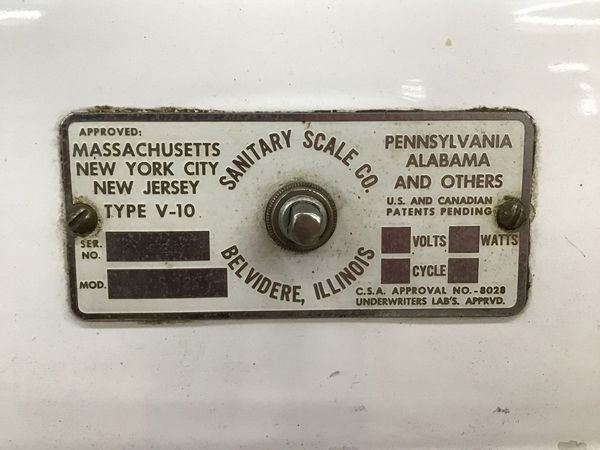 APPROVED:
MASSACHUSETTS
NEW YORK CITY
NEW JERSEY
TYPE V-10
SER. NO.
MOD.
SANITARY SCALE CO.
BELVIDERE, ILLINOIS
PENNSYLVANIA
ALABAMA
AND OTHERS
U.S. AND CANADIAN
PATENTS PENDING
VOLTS WATTS
CYCLE
C.S.A. APPROVAL NO.-8028
UNDERWRITERS LAB'S. APPRVD.